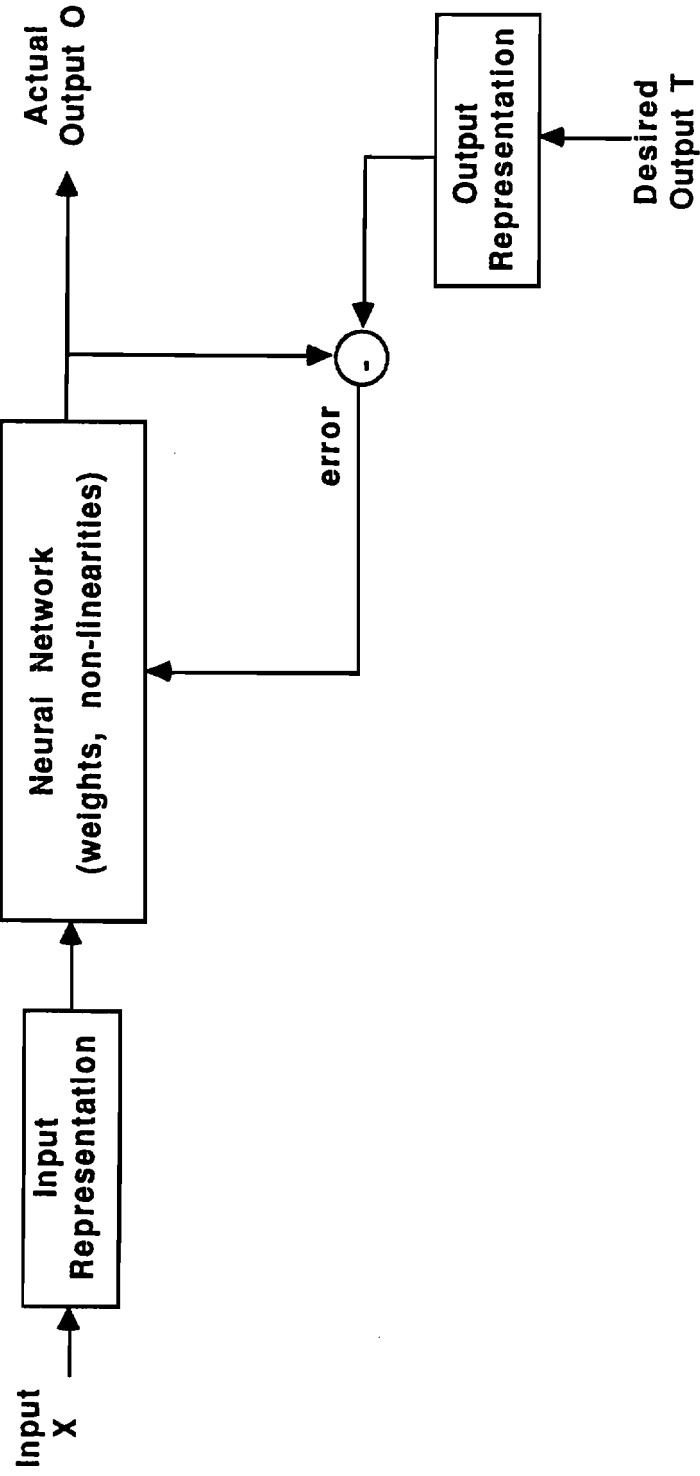 Input
X
Input
Representation
Neural Network
(weights, non-linearities)
Actual
Output O
error
-
Output
Representation
Desired
Output T